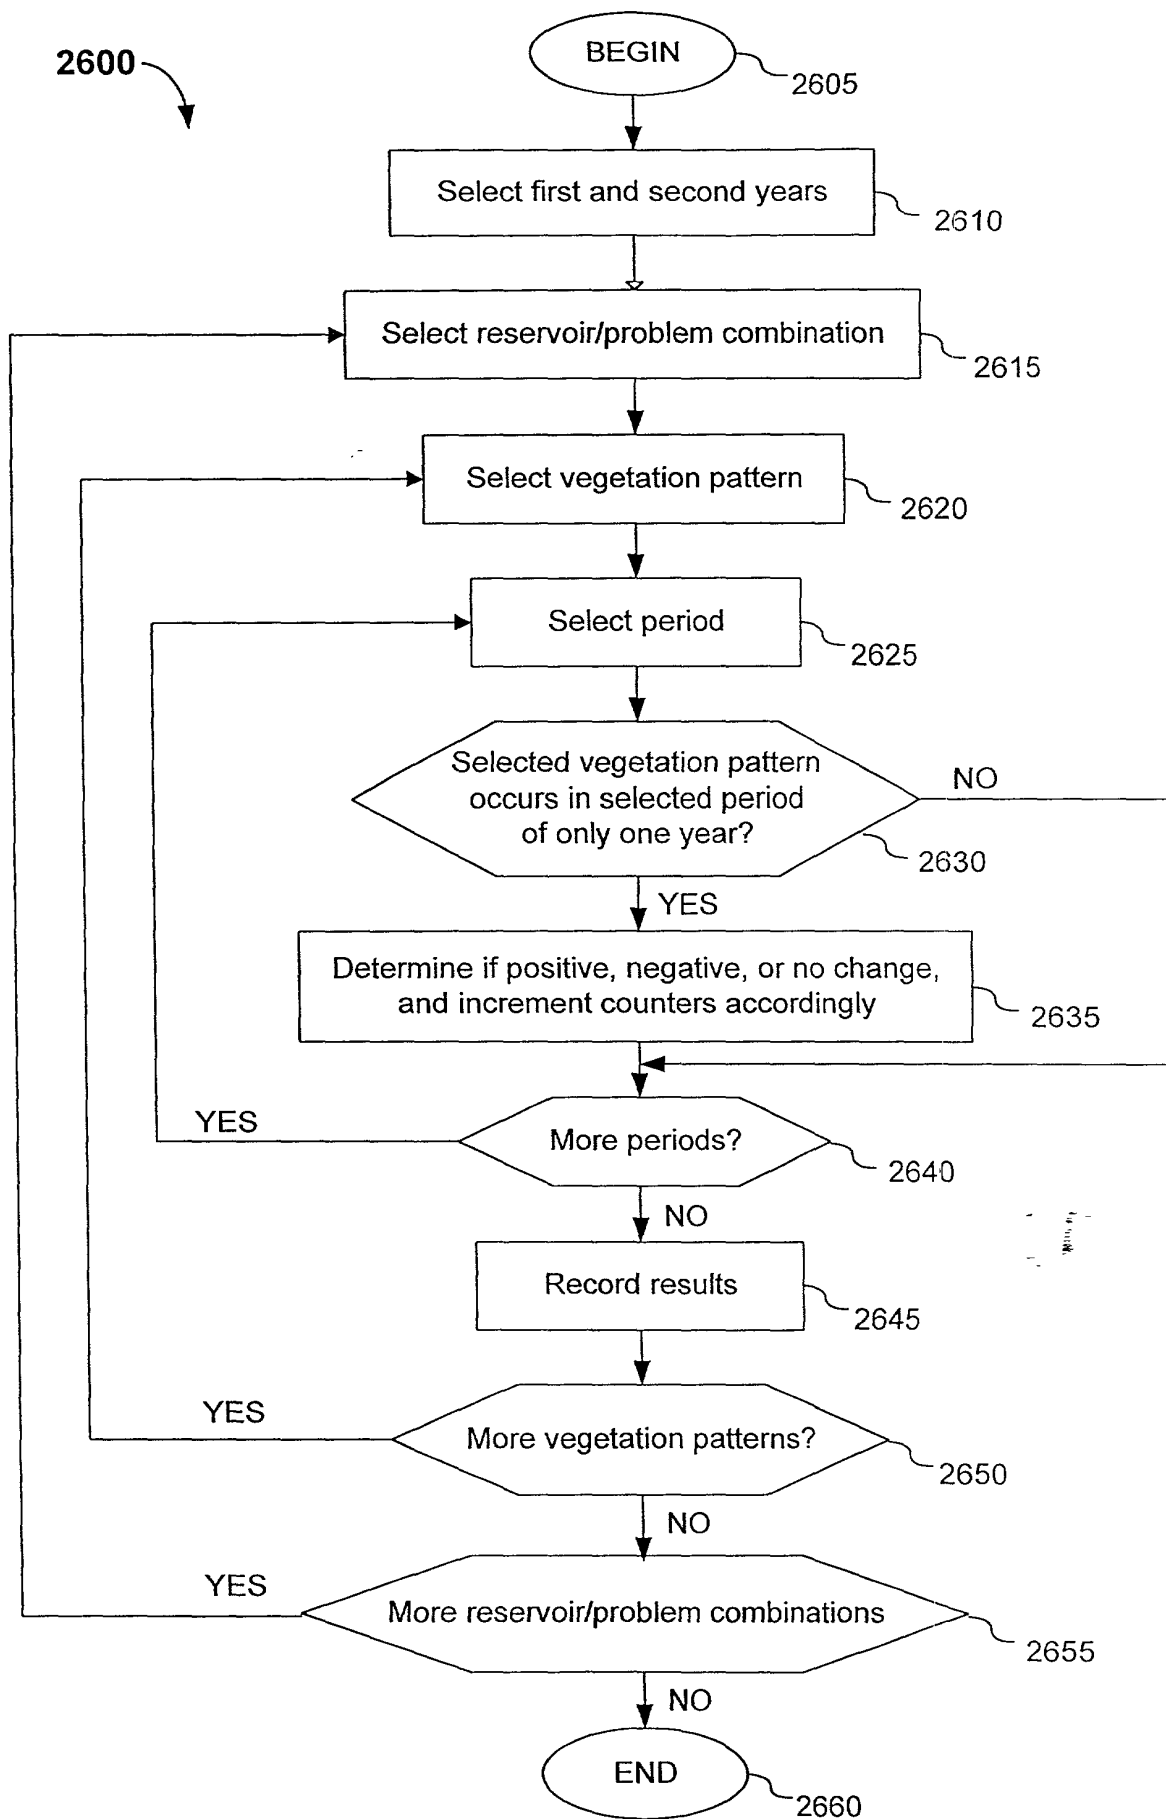 2600
BEGIN
2605
Select first and second years
2610
Select reservoir/problem combination
2615
Select vegetation pattern
2620
Select period
2625
Selected vegetation pattern
occurs in selected period
of only one year?
NO
2630
YES
Determine if positive, negative, or no change,
and increment counters accordingly
2635
YES
More periods?
2640
NO
Record results
2645
YES
More vegetation patterns?
2650
NO
YES
More reservoir/problem combinations
2655
NO
END
2660